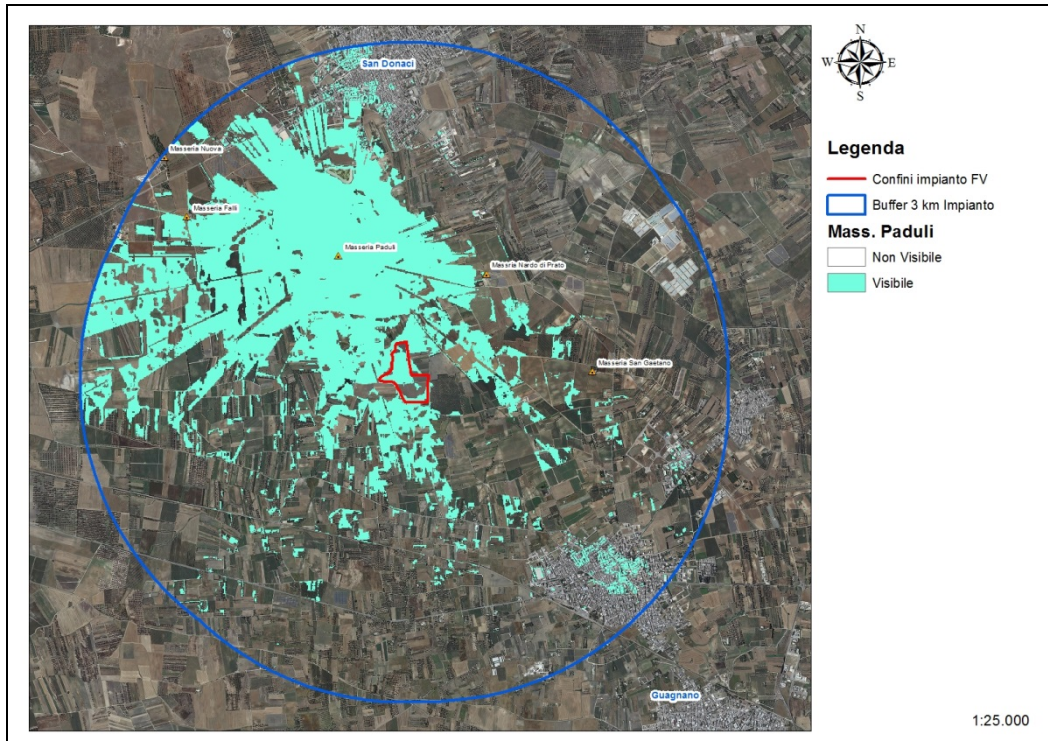 San Donaci
Masseria Nuova
Masseria Falli
Masseria Paduli
Massria Nardo di Prato
Masseria San Gaetano
Guagnano
N
W
E
S
Legenda
Confini impianto FV
Buffer 3 km Impianto
Mass. Paduli
Non Visibile
Visibile
1:25.000